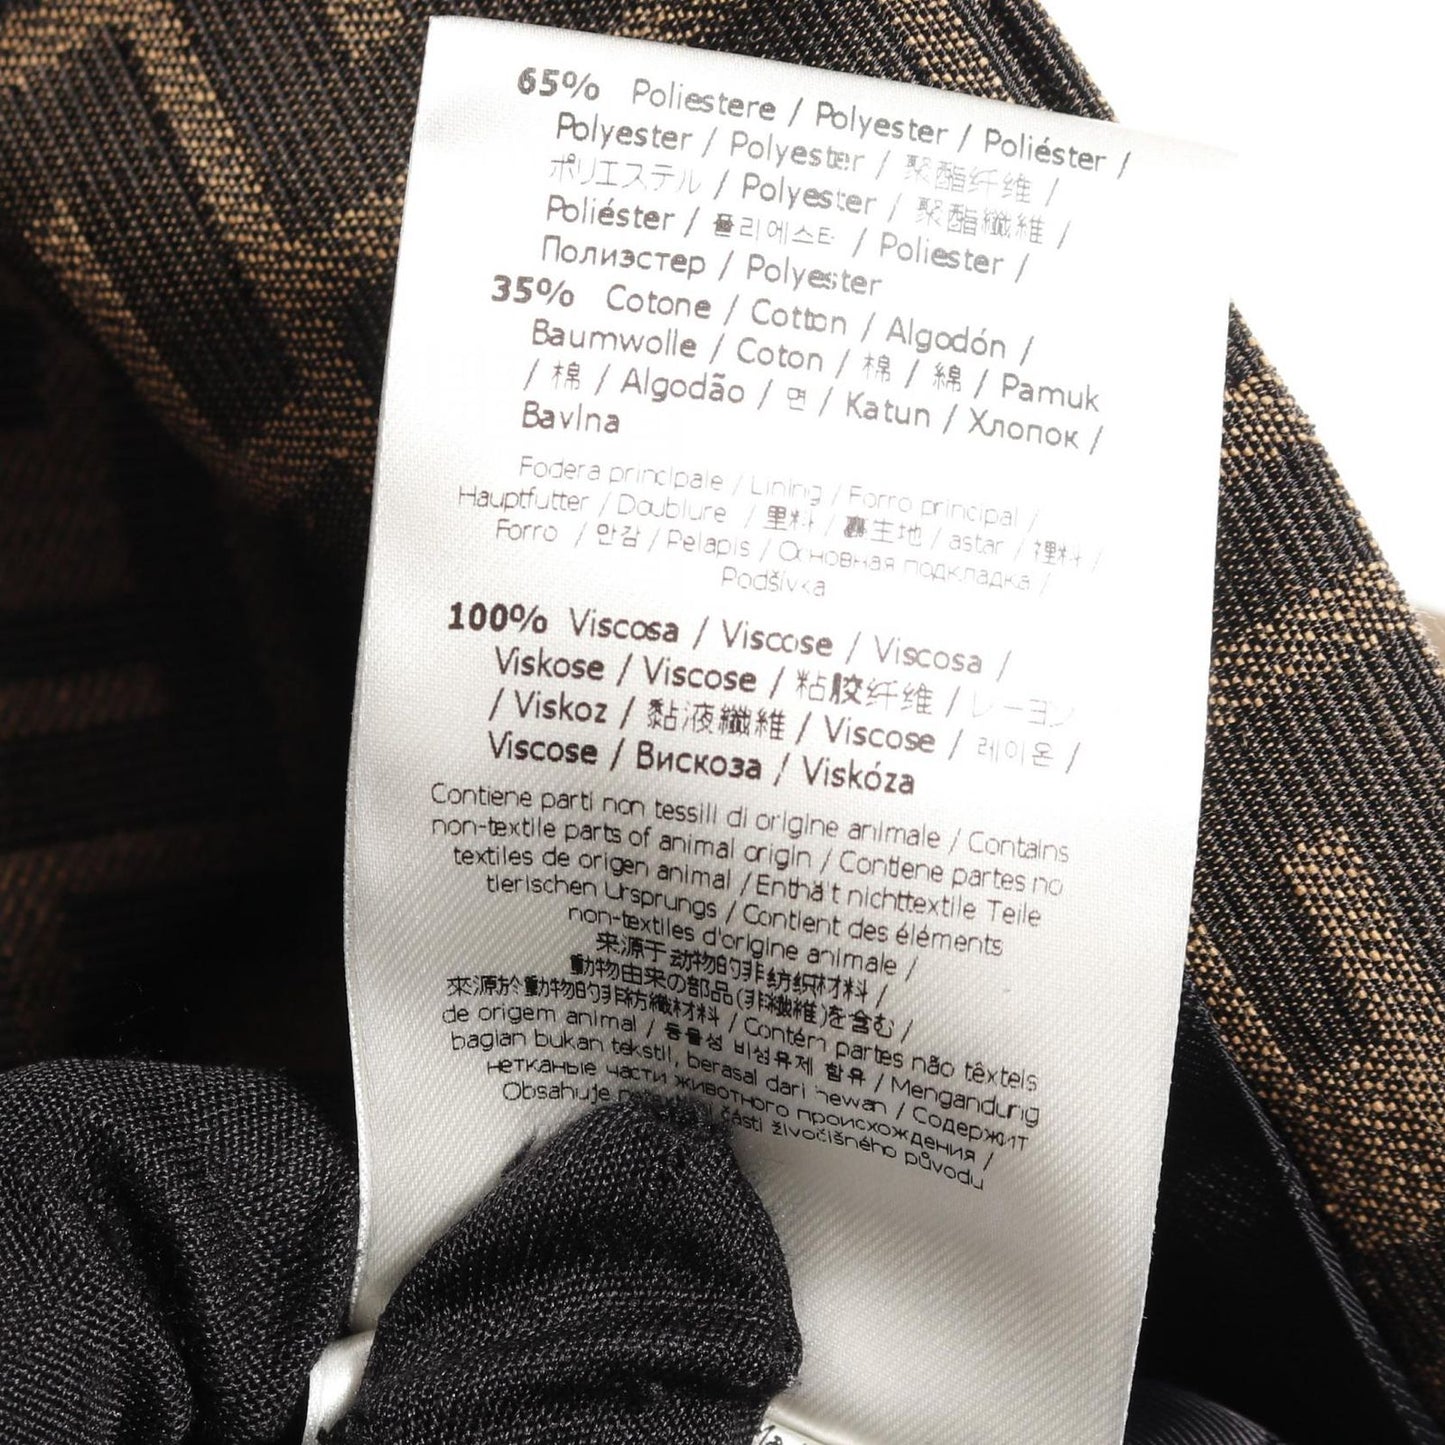 65% Poliestere / Polyester / Poliéster /
Polyester / Polyester / 聚酯纤维 /
ポリエステル / Polyester / 聚酯纖維 /
Poliéster / 폴리에스터 / Poliester /
Полиэстер / Polyester
35% Cotone / Cotton / Algodón /
Baumwolle / Coton / 棉 / 綿 / Pamuk
/ 棉 / Algodão / 면 / Katun / Хлопок /
Bavlna
Fodera principale / Lining / Forro principal /
Hauptfutter / Doublure / 里料 / 裏生地 / astar / 裡料 /
Forro / 안감 / Pelapis / Основная подкладка /
Podšívka
100% Viscosa / Viscose / Viscosa /
Viskose / Viscose / 粘胶纤维 / レーヨン
/ Viskoz / 黏液纖維 / Viscose / 레이온 /
Viscose / Вискоза / Viskóza
Contiene parti non tessili di origine animale / Contains
non-textile parts of animal origin / Contiene partes no
textiles de origen animal / Enthält nichttextile Teile
tierischen Ursprungs / Contient des éléments
non-textiles d'origine animale /
来源于动物的非纺织材料 /
動物由来の部品(非繊維)を含む /
來源於動物的非紡織材料 / Contém partes não têxteis
de origem animal / 동물성 비섬유제 함유 / Mengandung
bagian bukan tekstil, berasal dari hewan / Содержит
нетканые части животного происхождения /
Obsahuje části živočišného původu